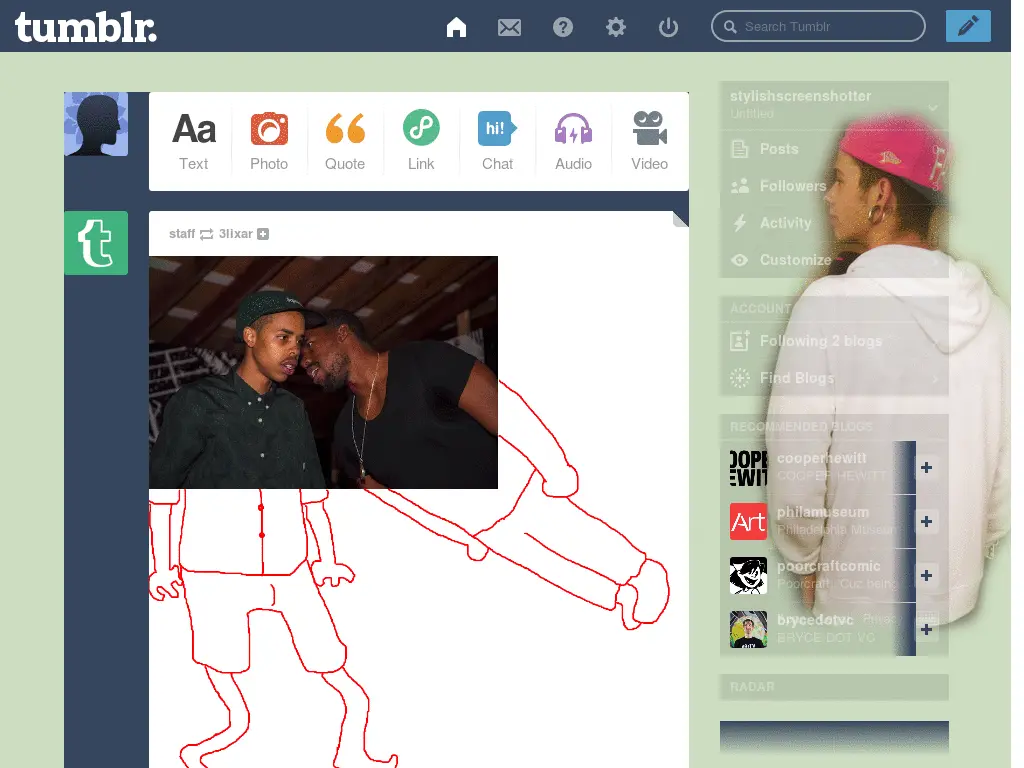 tumblr.
Search Tumblr
Aa
hi!
Text
Photo
Quote
Link
Chat
Audio
Video
t
staff 3lixar
stylishscreenshotter
Untitled
Posts
Followers
Activity
Customize
ACCOUNT
Following 2 blogs
Find Blogs
RECOMMENDED BLOGS
cooperhewitt
COOPER HEWITT
philamuseum
Philadelphia Museum
Art
poorcraftcomic
Poorcraft, 'Cuz being
brycedotvc
BRYCE DOT VC
RADAR